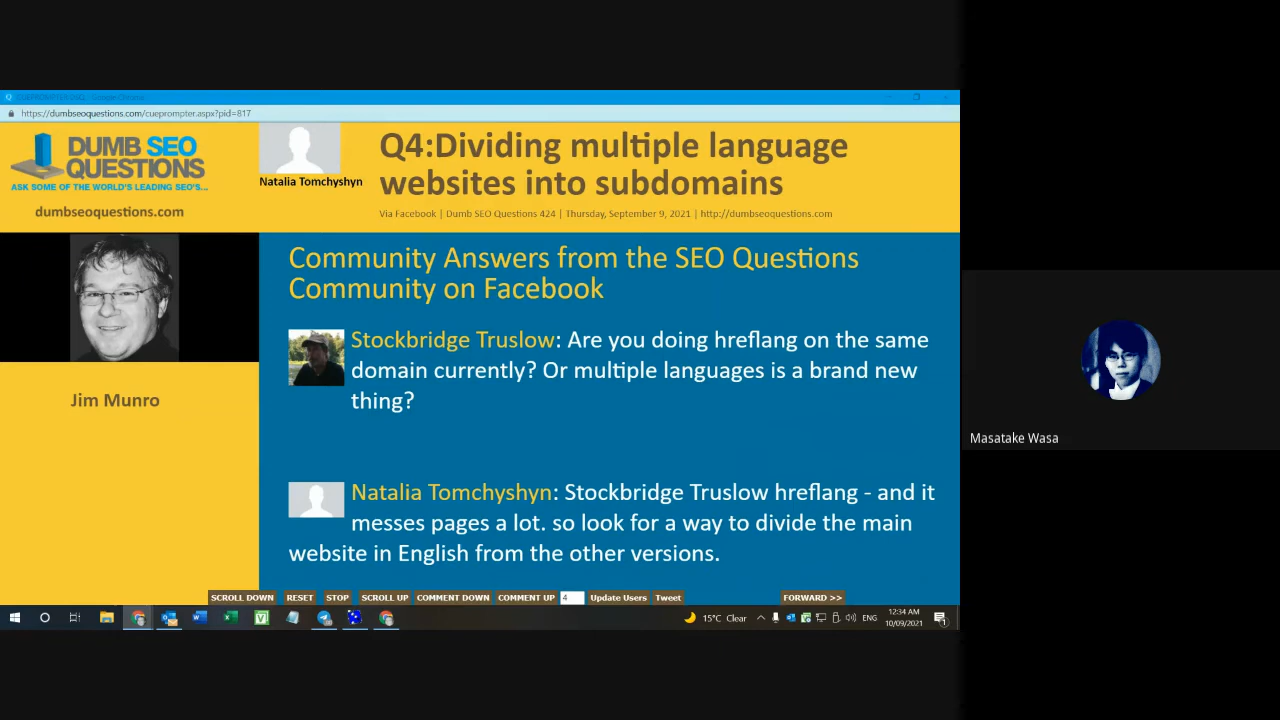 https://dumbseoquestions.com/cueprompter.aspx?pid=817
DUMB SEO
QUESTIONS
ASK SOME OF THE WORLD'S LEADING SEO'S...
dumbseoquestions.com
Natalia Tomchyshyn
Q4:Dividing multiple language
websites into subdomains
Via Facebook | Dumb SEO Questions 424 | Thursday, September 9, 2021 | http://dumbseoquestions.com
Jim Munro
Community Answers from the SEO Questions
Community on Facebook
Stockbridge Truslow: Are you doing hreflang on the same
domain currently? Or multiple languages is a brand new
thing?
Natalia Tomchyshyn: Stockbridge Truslow hreflang - and it
messes pages a lot. so look for a way to divide the main
website in English from the other versions.
SCROLL DOWN RESET STOP SCROLL UP COMMENT DOWN COMMENT UP 4 Update Users Tweet FORWARD >>
15°C Clear ENG
12:34 AM
10/09/2021
Masatake Wasa